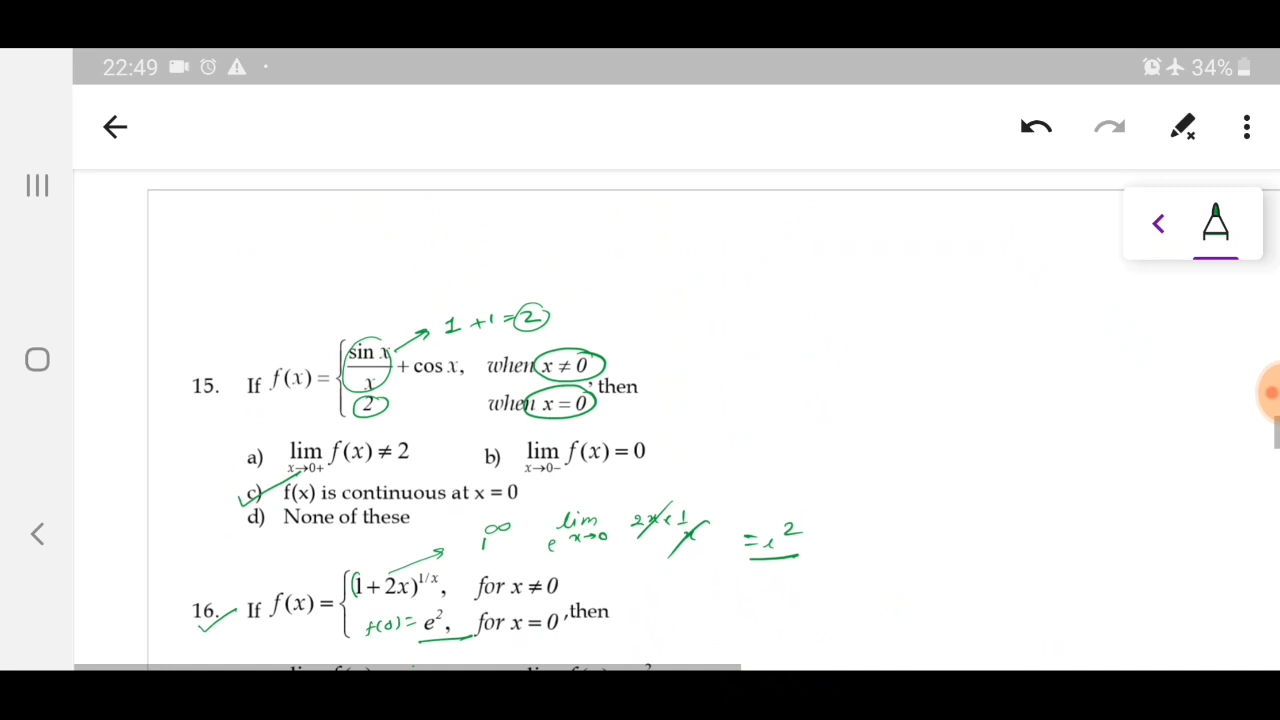 22:49 34%
1 + 1 = 2
15. If f(x) = { sin x / x + cos x, when x ≠ 0
2 when x = 0 , then
a) lim x→0+ f(x) ≠ 2 b) lim x→0− f(x) = 0
c) f(x) is continuous at x = 0
d) None of these
1^∞ e^ lim x→0 2x × 1/x = e^2
16. If f(x) = { (1 + 2x)^1/x, for x ≠ 0
f(0) = e^2, for x = 0 , then